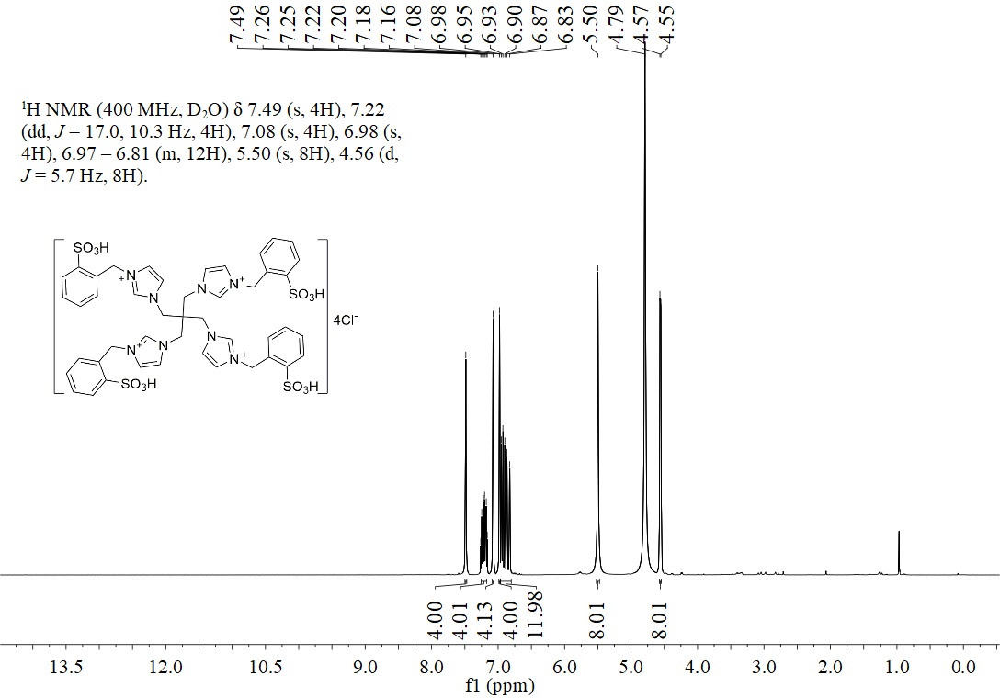 7.49 7.26 7.25 7.22 7.20 7.18 7.16 7.08 6.98 6.95 6.93 6.90 6.87 6.83 5.50 4.79 4.57 4.55
¹H NMR (400 MHz, D₂O) δ 7.49 (s, 4H), 7.22
(dd, J = 17.0, 10.3 Hz, 4H), 7.08 (s, 4H), 6.98 (s,
4H), 6.97 – 6.81 (m, 12H), 5.50 (s, 8H), 4.56 (d,
J = 5.7 Hz, 8H).
SO₃H
N⁺
N
N
N⁺
SO₃H
4Cl⁻
N⁺
N
N
N⁺
SO₃H
SO₃H
4.00 4.01 4.13 4.00 11.98 8.01 8.01
13.5 12.0 10.5 9.0 8.0 7.0 6.0 5.0 4.0 3.0 2.0 1.0 0.0
f1 (ppm)